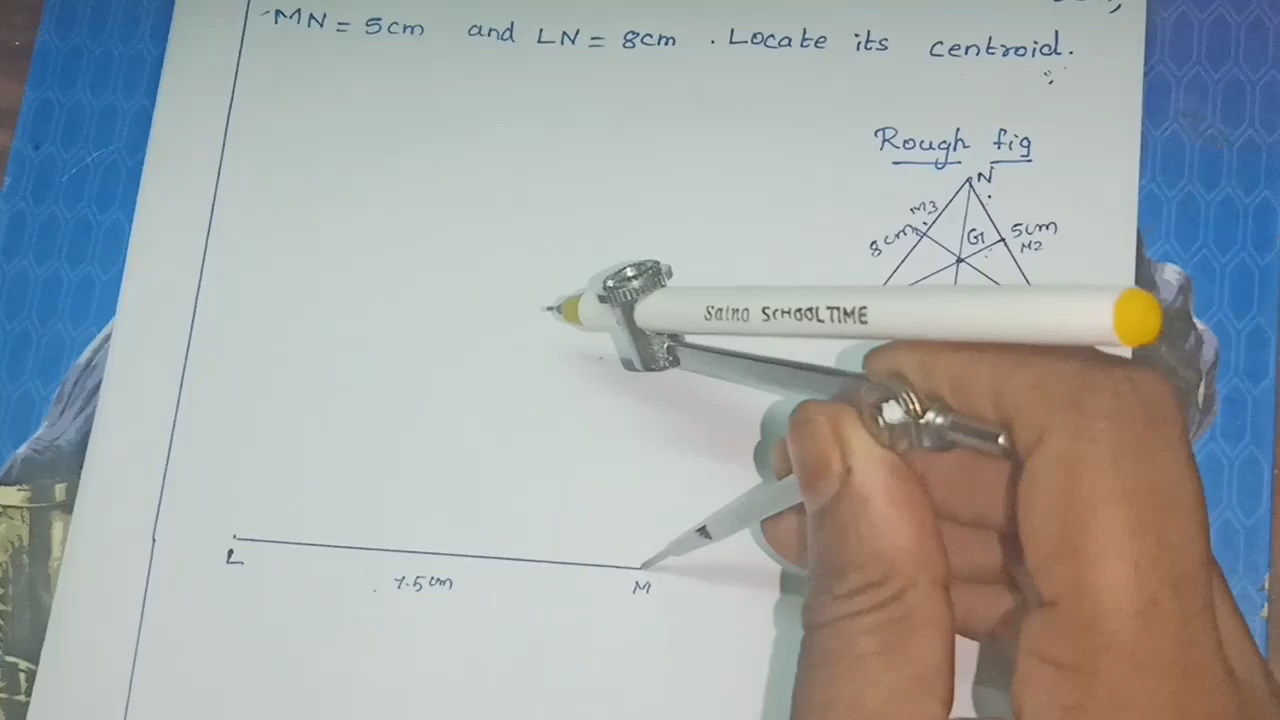 MN = 5cm and LN = 8cm . Locate its centroid.
Rough fig
N
M3
8cm
G
5cm
M2
Saino SCHOOLTIME
L
7.5cm
M